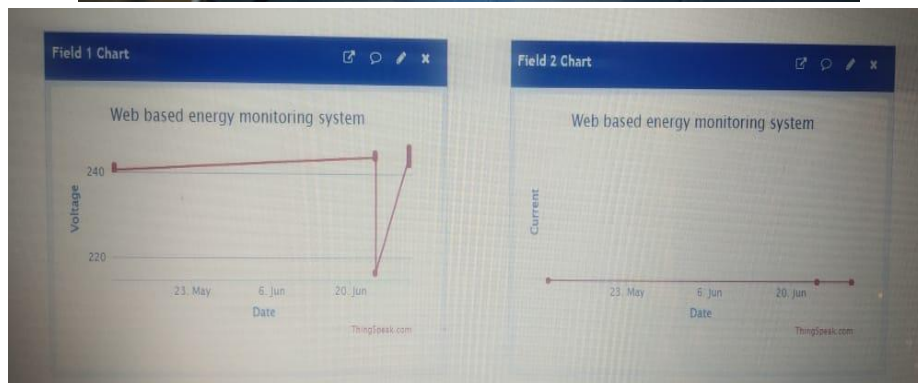 Field 1 Chart
Web based energy monitoring system
Voltage
240
220
23. May
6. Jun
20. Jun
Date
ThingSpeak.com
Field 2 Chart
Web based energy monitoring system
Current
23. May
6. Jun
20. Jun
Date
ThingSpeak.com